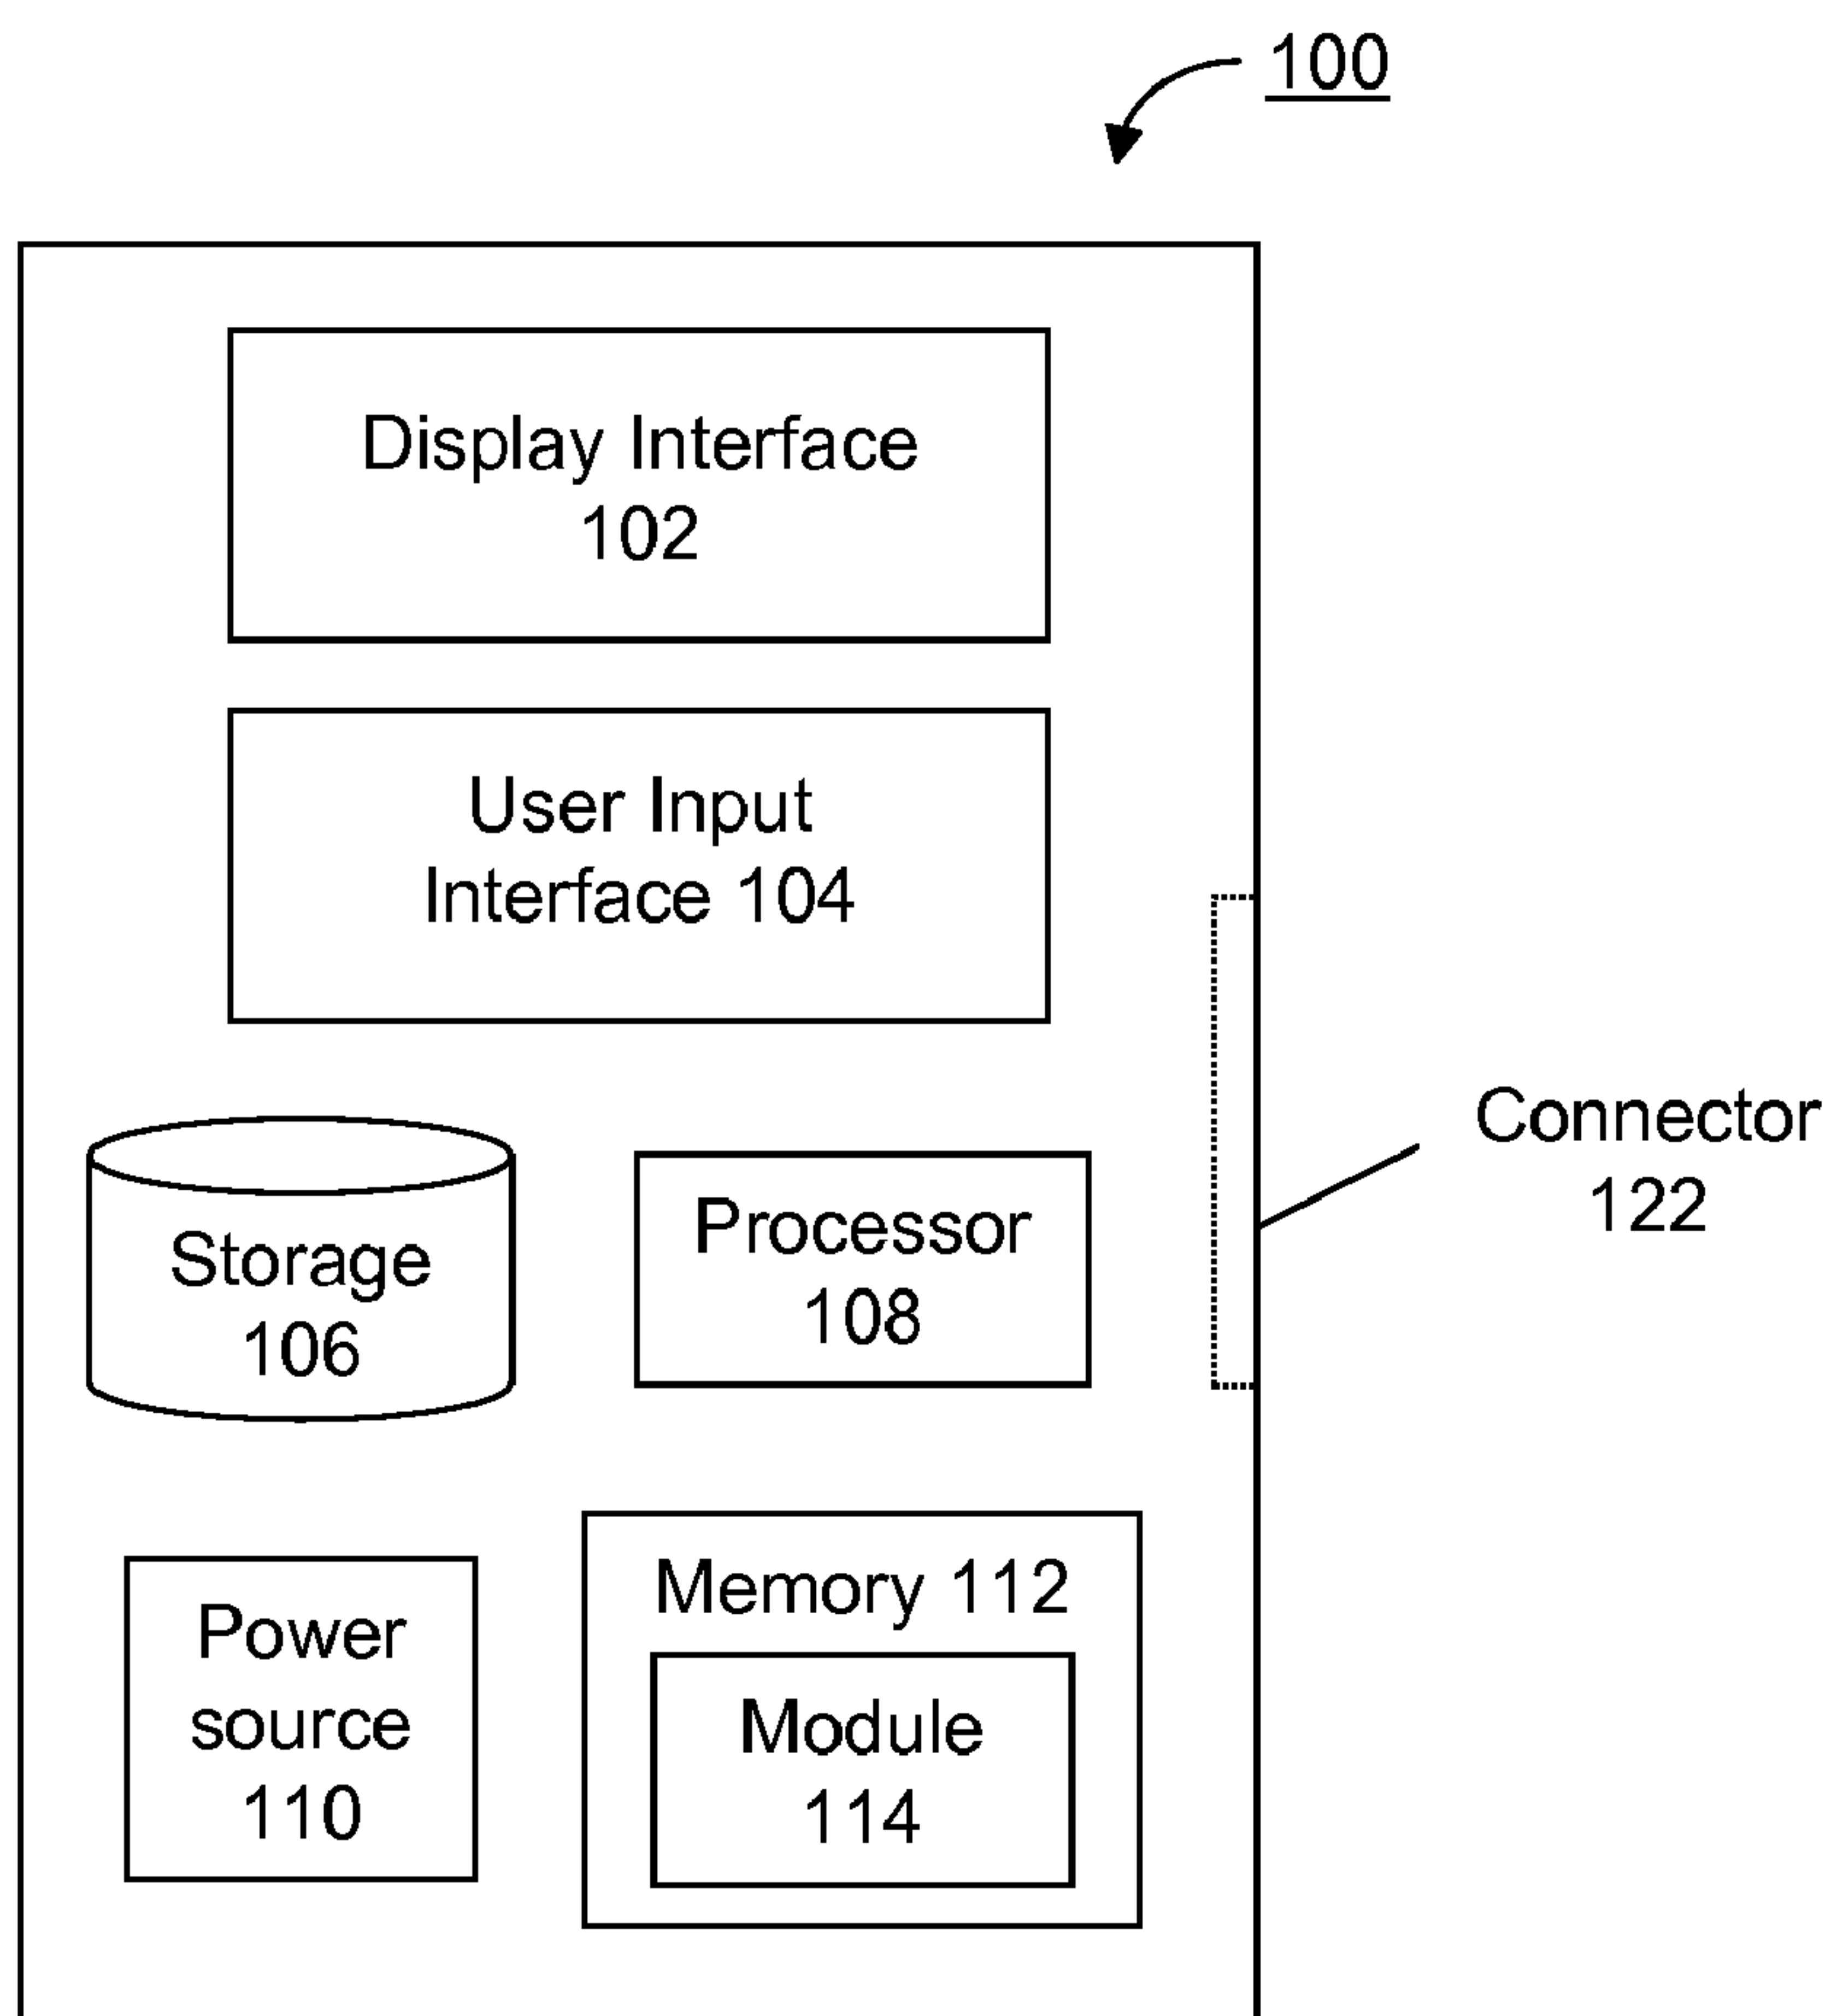 100
Display Interface
102
User Input
Interface 104
Connector
122
Storage
106
Processor
108
Power
source
110
Memory 112
Module
114